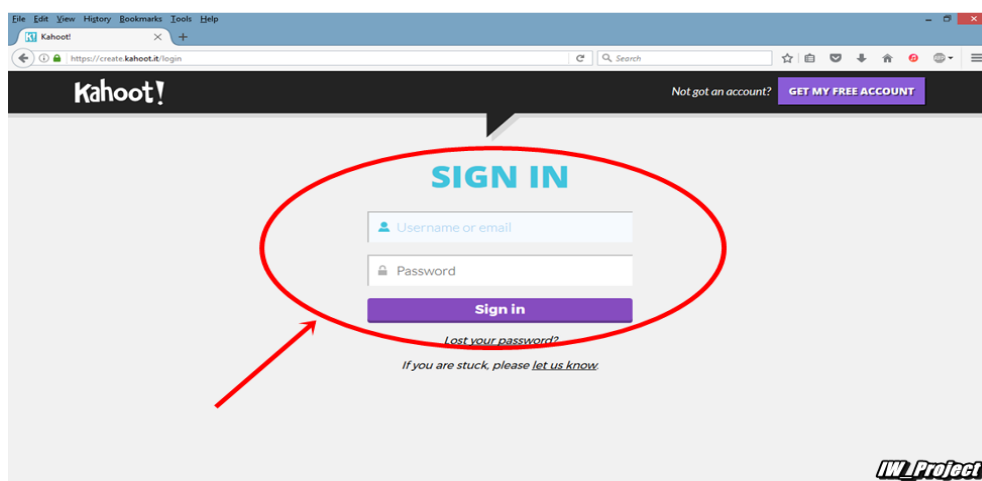 File Edit View History Bookmarks Tools Help
Kahoot!
https://create.kahoot.it/login
Search
Kahoot!
Not got an account? GET MY FREE ACCOUNT
SIGN IN
Username or email
Password
Sign in
Lost your password?
If you are stuck, please let us know.
IW_Project